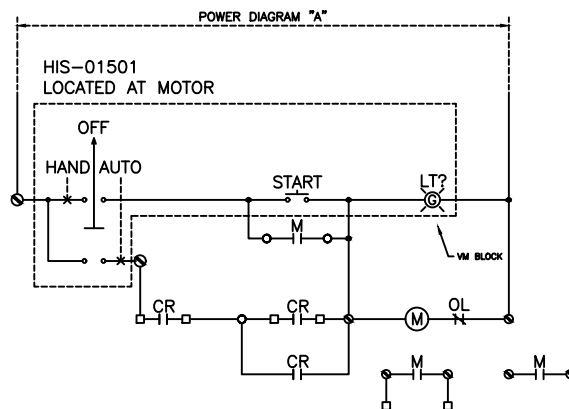 POWER DIAGRAM "A"
HIS-01501
LOCATED AT MOTOR
OFF
HAND AUTO
START
LT?
G
M
VM BLOCK
CR
CR
M
OL
CR
M
M